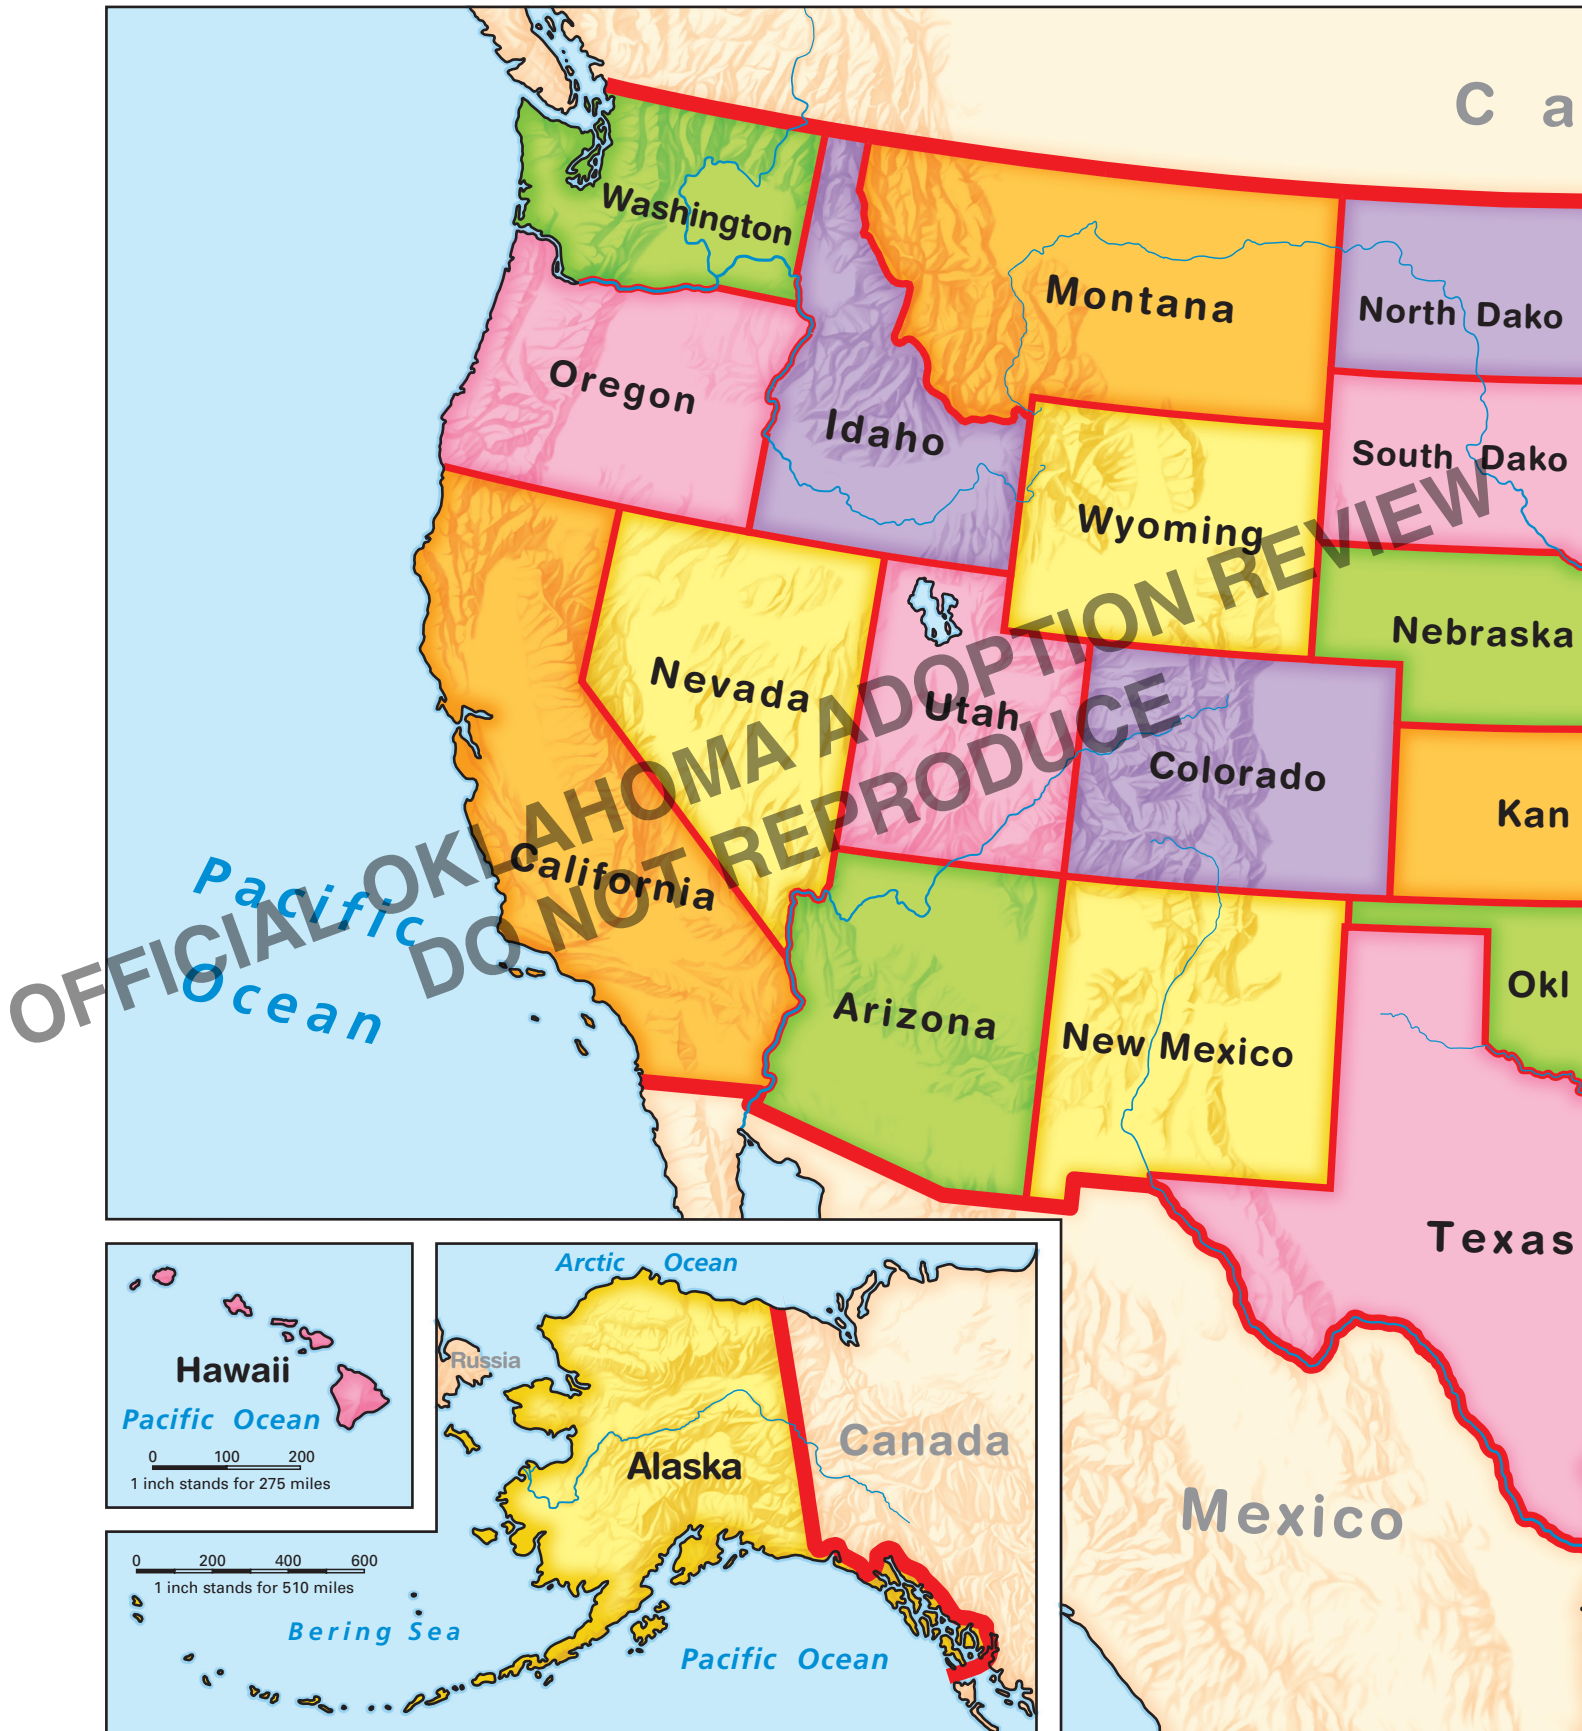 C a
Washington
Montana
North Dako
Oregon
Idaho
South Dako
Wyoming
Nebraska
Nevada
Utah
Colorado
Kan
California
Pacific
Ocean
Arizona
New Mexico
Okl
Texas
OFFICIAL OKLAHOMA ADOPTION REVIEW
DO NOT REPRODUCE
Hawaii
Pacific Ocean
0 100 200
1 inch stands for 275 miles
Arctic Ocean
Russia
Canada
Alaska
0 200 400 600
1 inch stands for 510 miles
Bering Sea
Pacific Ocean
Mexico